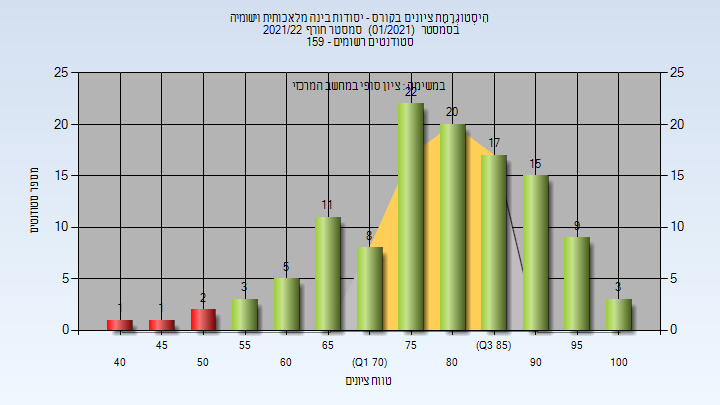 היסטוגרמת ציונים בקורס - יסודות בינה מלאכותית וישומיה
בסמסטר (01/2021) סמסטר חורף 2021/22
סטודנטים רשומים - 159
במשימה: ציון סופי במחשב המרכזי
25 25
20 20
15 15
10 10
5 5
0 0
מספר סטודנטים
1 1 2 3 5 11 8 22 20 17 15 9 3
45 55 65 75 (Q3 85) 95
40 50 60 (Q1 70) 80 90 100
טווח ציונים